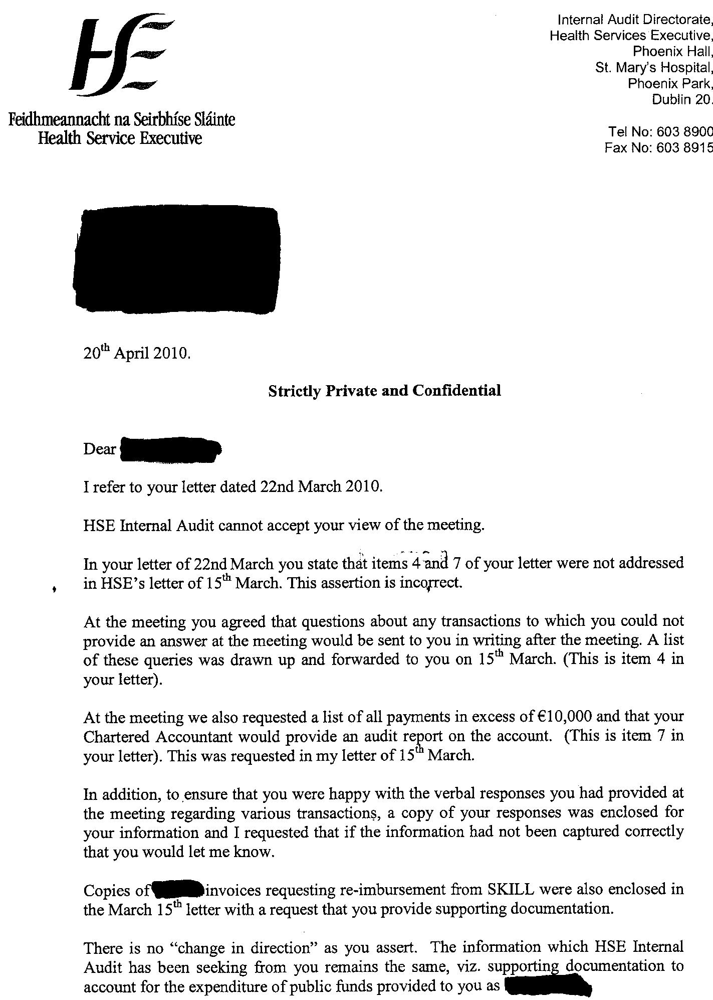 HSE
Feidhmeannacht na Seirbhíse Sláinte
Health Service Executive
Internal Audit Directorate,
Health Services Executive,
Phoenix Hall,
St. Mary's Hospital,
Phoenix Park,
Dublin 20.
Tel No: 603 8900
Fax No: 603 8915
20th April 2010.
Strictly Private and Confidential
Dear
I refer to your letter dated 22nd March 2010.
HSE Internal Audit cannot accept your view of the meeting.
In your letter of 22nd March you state that items 4 and 7 of your letter were not addressed
in HSE's letter of 15th March. This assertion is incorrect.
At the meeting you agreed that questions about any transactions to which you could not
provide an answer at the meeting would be sent to you in writing after the meeting. A list
of these queries was drawn up and forwarded to you on 15th March. (This is item 4 in
your letter).
At the meeting we also requested a list of all payments in excess of €10,000 and that your
Chartered Accountant would provide an audit report on the account. (This is item 7 in
your letter). This was requested in my letter of 15th March.
In addition, to ensure that you were happy with the verbal responses you had provided at
the meeting regarding various transactions, a copy of your responses was enclosed for
your information and I requested that if the information had not been captured correctly
that you would let me know.
Copies of invoices requesting re-imbursement from SKILL were also enclosed in
the March 15th letter with a request that you provide supporting documentation.
There is no “change in direction” as you assert. The information which HSE Internal
Audit has been seeking from you remains the same, viz. supporting documentation to
account for the expenditure of public funds provided to you as